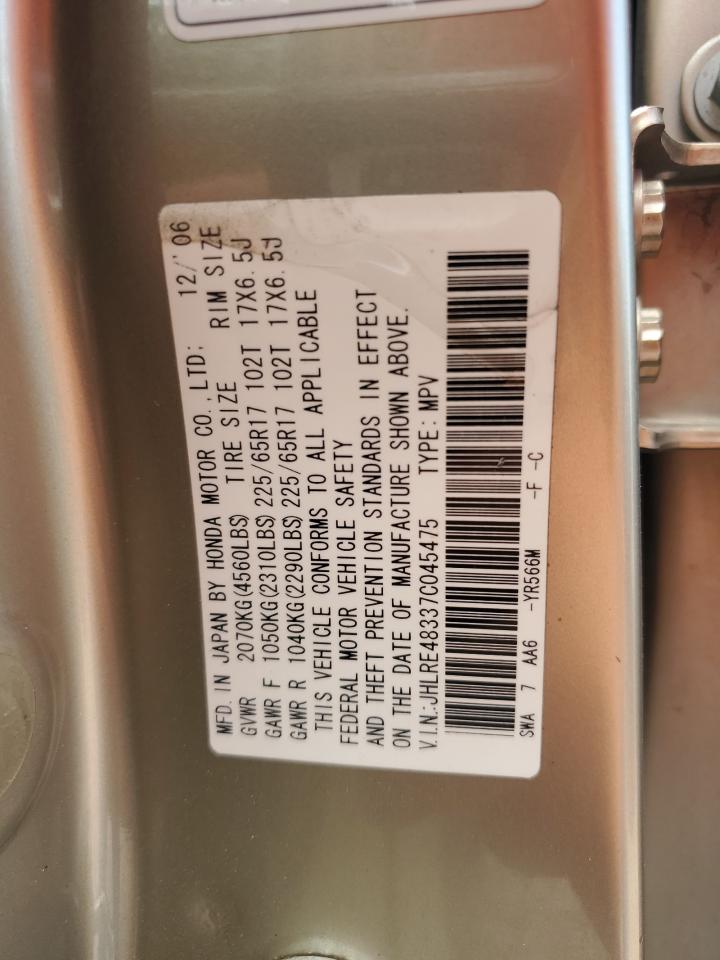 MFD. IN JAPAN BY HONDA MOTOR CO., LTD; 12/'06
GVWR 2070KG(4560LBS) TIRE SIZE RIM SIZE
GAWR F 1050KG(2310LBS) 225/65R17 102T 17X6.5J
GAWR R 1040KG(2290LBS) 225/65R17 102T 17X6.5J
THIS VEHICLE CONFORMS TO ALL APPLICABLE
FEDERAL MOTOR VEHICLE SAFETY
AND THEFT PREVENTION STANDARDS IN EFFECT
ON THE DATE OF MANUFACTURE SHOWN ABOVE.
V.I.N.:JHLRE48337C045475 TYPE: MPV
SWA 7 AA6 -YR566M -F -C